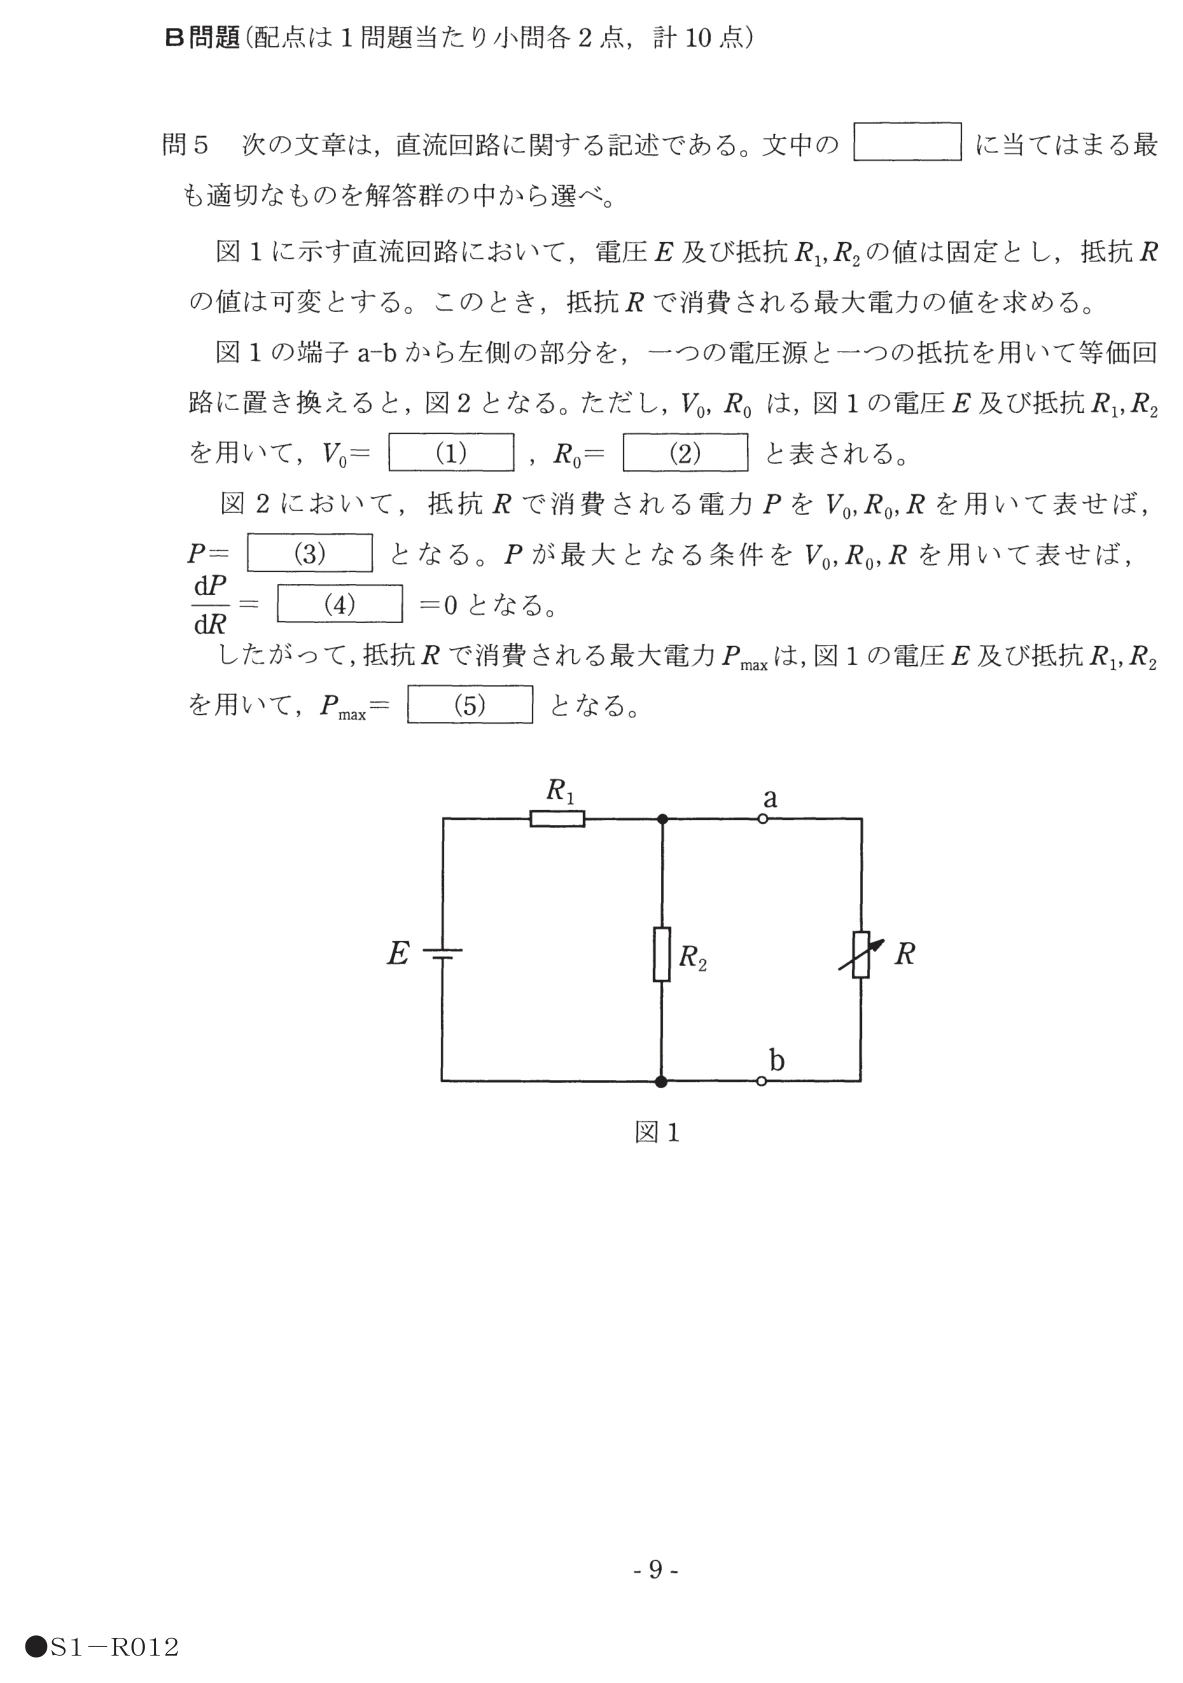 B問題(配点は1問題当たり小問各2点，計10点)
問5　次の文章は，直流回路に関する記述である。文中の　　　　に当てはまる最
も適切なものを解答群の中から選べ。
図1に示す直流回路において，電圧E及び抵抗R₁, R₂の値は固定とし，抵抗R
の値は可変とする。このとき，抵抗Rで消費される最大電力の値を求める。
図1の端子a-bから左側の部分を，一つの電圧源と一つの抵抗を用いて等価回
路に置き換えると，図2となる。ただし，V₀, R₀ は，図1の電圧E及び抵抗R₁, R₂
を用いて，V₀= (1) ，R₀= (2) と表される。
図2において，抵抗Rで消費される電力PをV₀, R₀, Rを用いて表せば，
P= (3) となる。Pが最大となる条件をV₀, R₀, Rを用いて表せば，
dP/dR = (4) =0となる。
したがって，抵抗Rで消費される最大電力Pmaxは，図1の電圧E及び抵抗R₁, R₂
を用いて，Pmax= (5) となる。
R₁
a
E
R₂
R
b
図1
- 9 -
●S1－R012